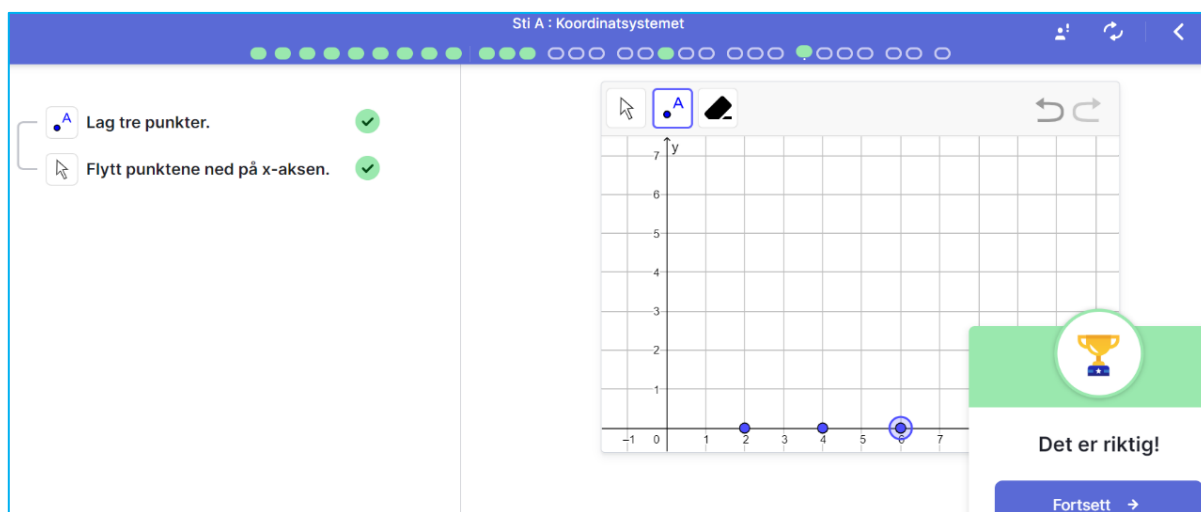 Sti A : Koordinatsystemet
A Lag tre punkter.
Flytt punktene ned på x-aksen.
A
y
7
6
5
4
3
2
1
–1 0 1 2 3 4 5 6 7
Det er riktig!
Fortsett →